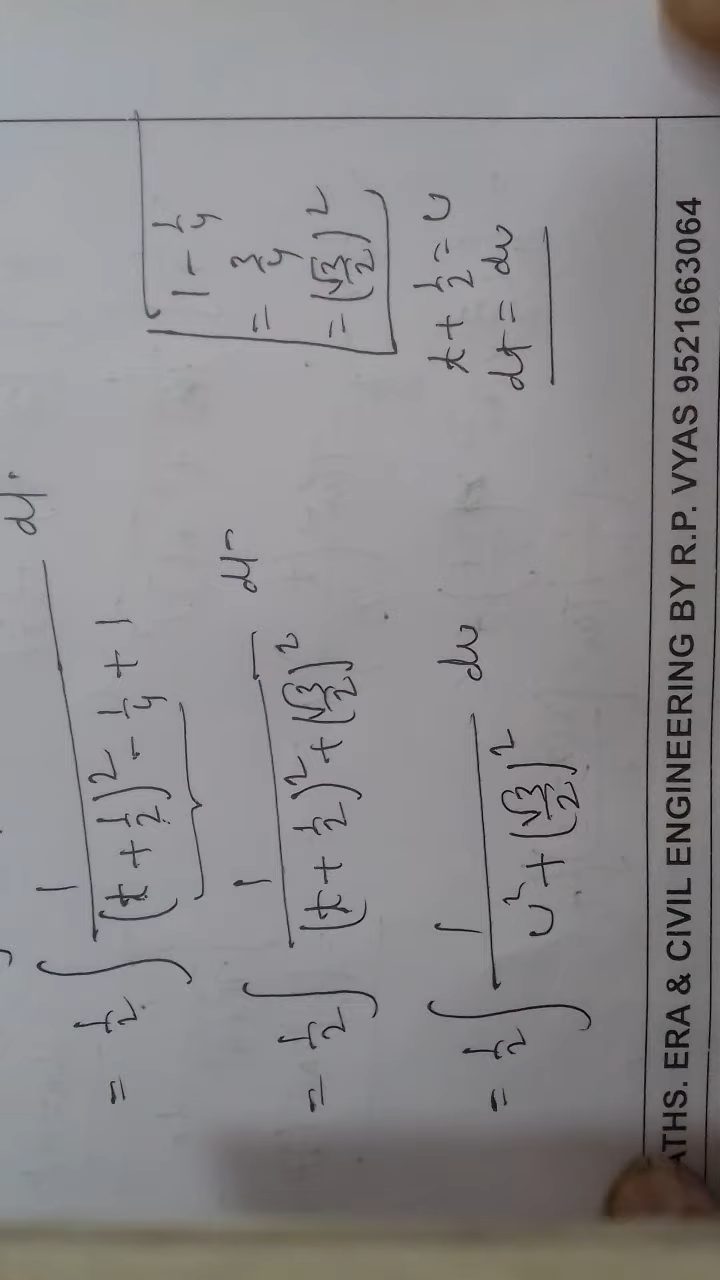 = 1/2 ∫ 1/((t + 1/2)² - 1/4 + 1) dt
1 - 1/4
= 3/4
= (√3/2)²
= 1/2 ∫ 1/((t + 1/2)² + (√3/2)²) dt
t + 1/2 = u
dt = du
= 1/2 ∫ 1/(u² + (√3/2)²) du
ATHS. ERA & CIVIL ENGINEERING BY R.P. VYAS 9521663064